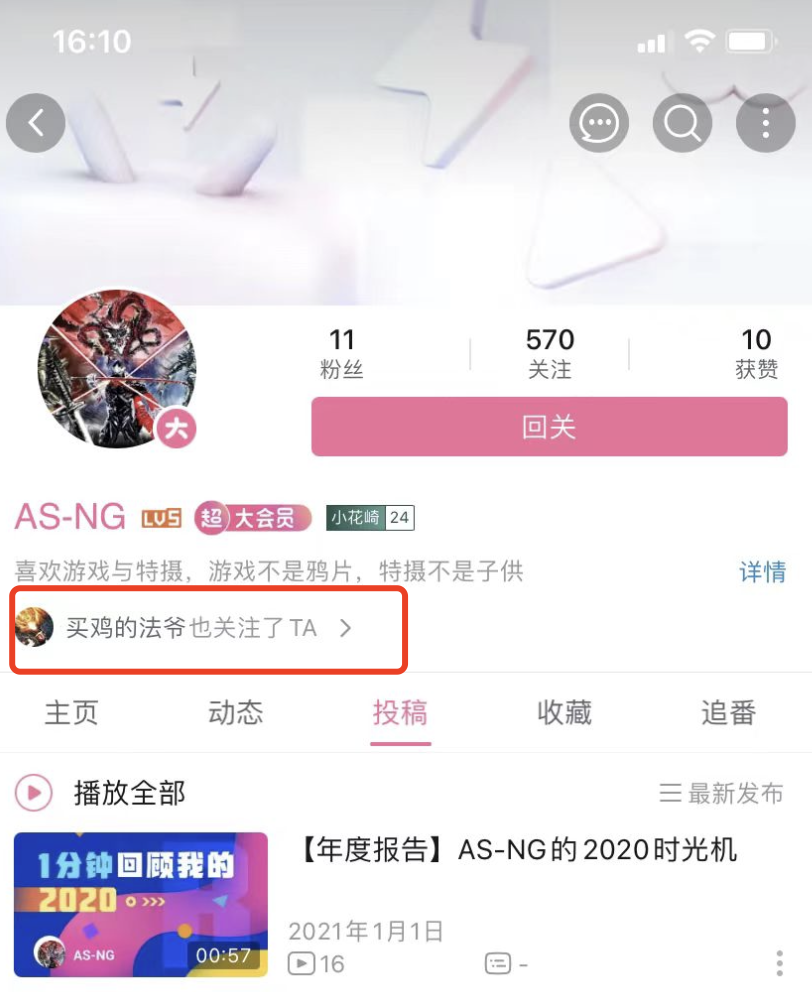 16:10
11
粉丝
570
关注
10
获赞
大
回关
AS-NG LV5 超大会员 小花崎 24
喜欢游戏与特摄，游戏不是鸦片，特摄不是子供
详情
买鸡的法爷也关注了TA
主页 动态 投稿 收藏 追番
播放全部
最新发布
1分钟回顾我的
2020
AS-NG
00:57
【年度报告】AS-NG的2020时光机
2021年1月1日
16
-